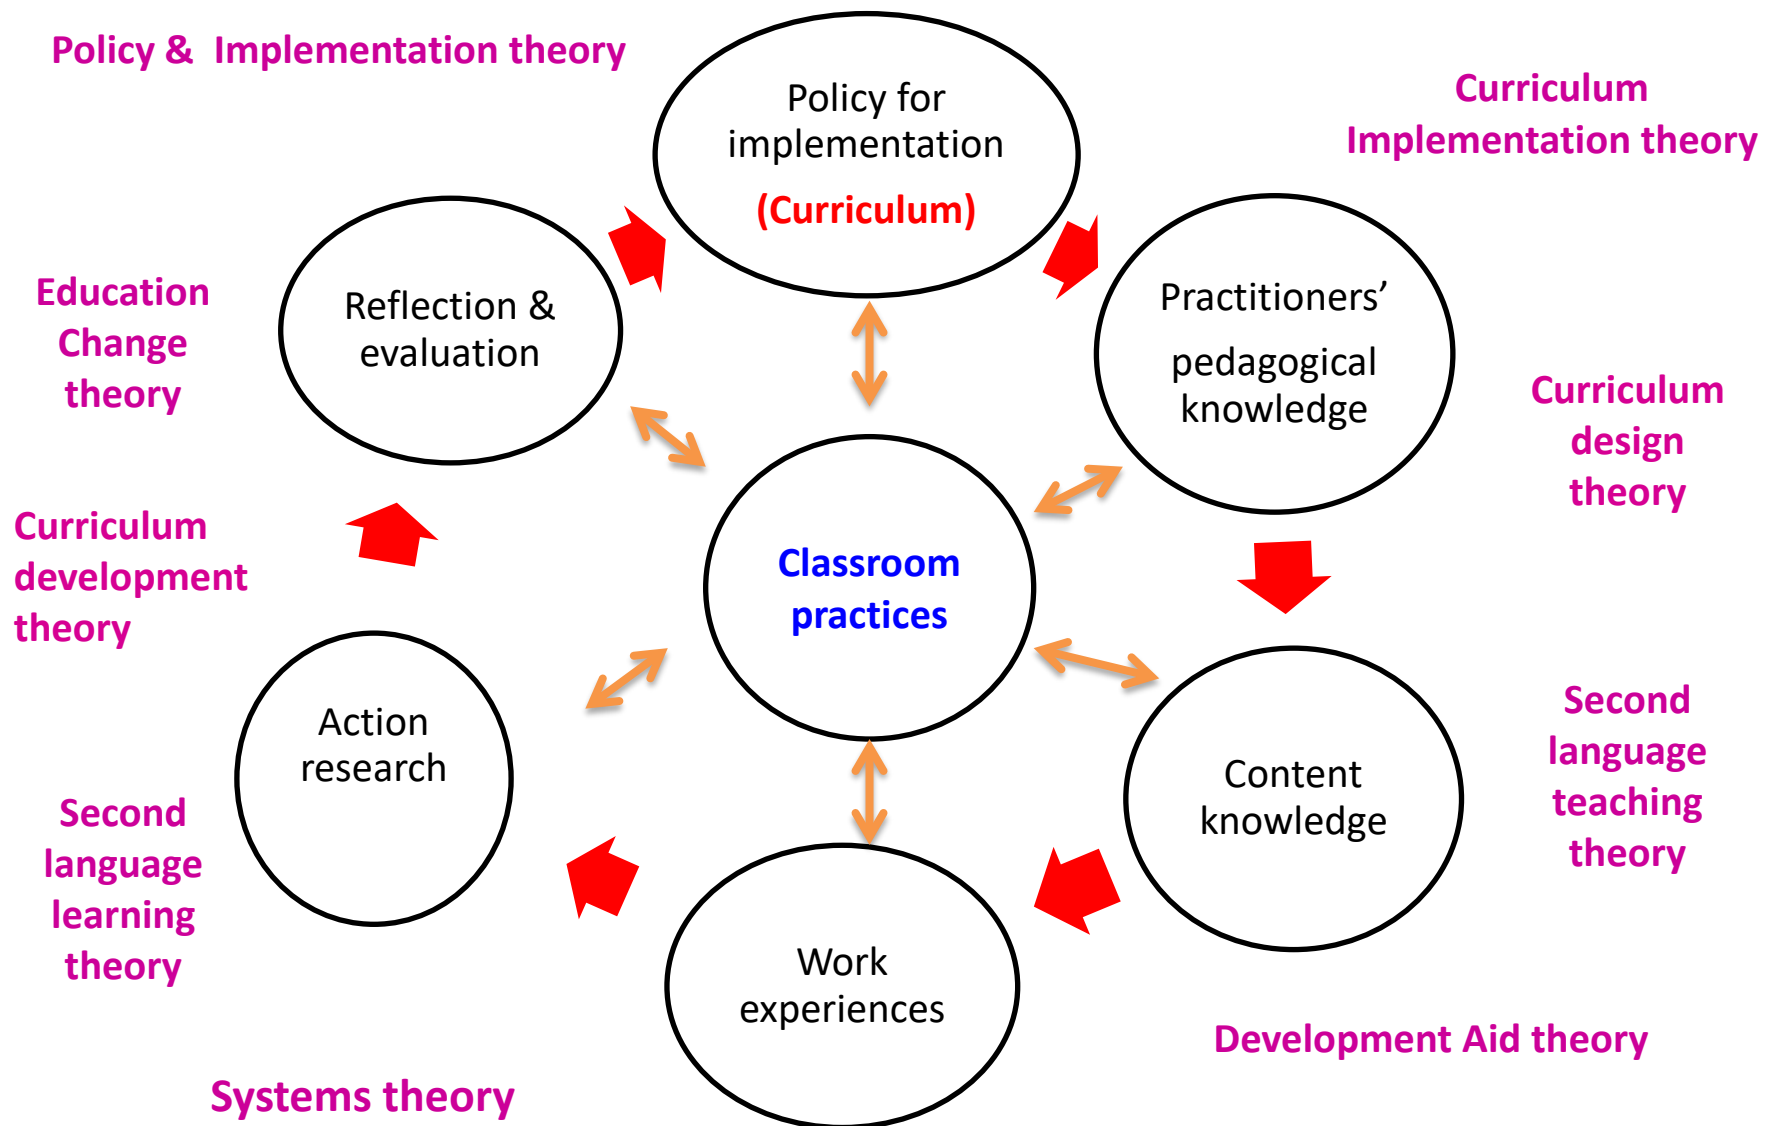 Policy &  Implementation theory
Policy for
implementation
(Curriculum)
Curriculum
Implementation theory
Education
Change
theory
Reflection &
evaluation
Practitioners’
pedagogical
knowledge
Curriculum
design
theory
Curriculum
development
theory
Classroom
practices
Action
research
Second
language
teaching
theory
Content
knowledge
Second
language
learning
theory
Work
experiences
Development Aid theory
Systems theory